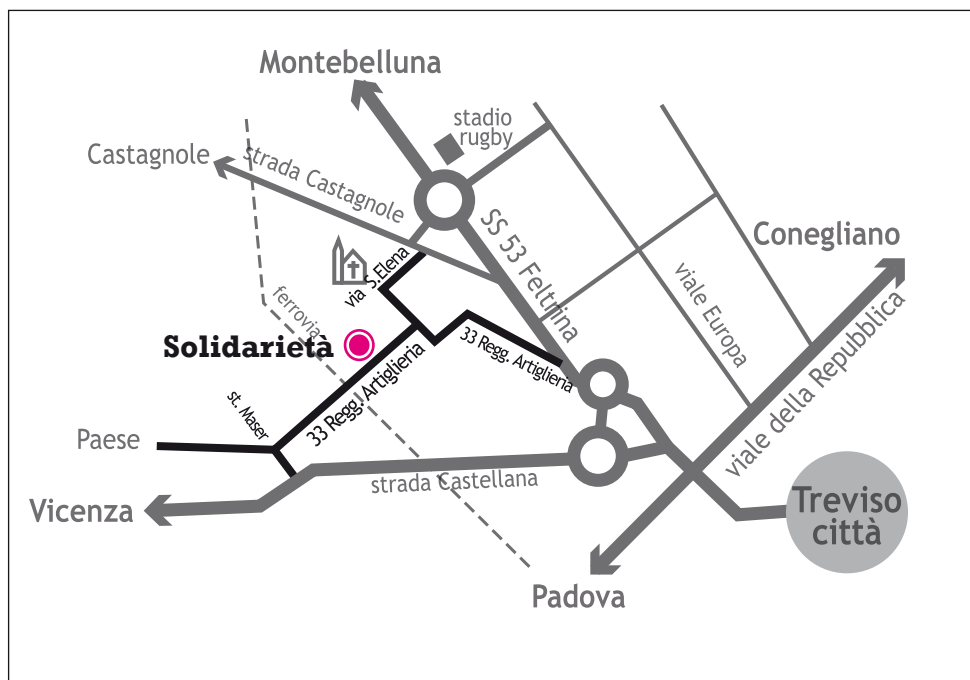 Montebelluna
stadio
rugby
Castagnole
strada Castagnole
SS 53 Feltrina
Conegliano
via S.Elena
viale Europa
ferrovia
viale della Repubblica
Solidarietà
33 Regg. Artiglieria
33 Regg. Artiglieria
st. Maser
Paese
strada Castellana
Vicenza
Treviso
città
Padova